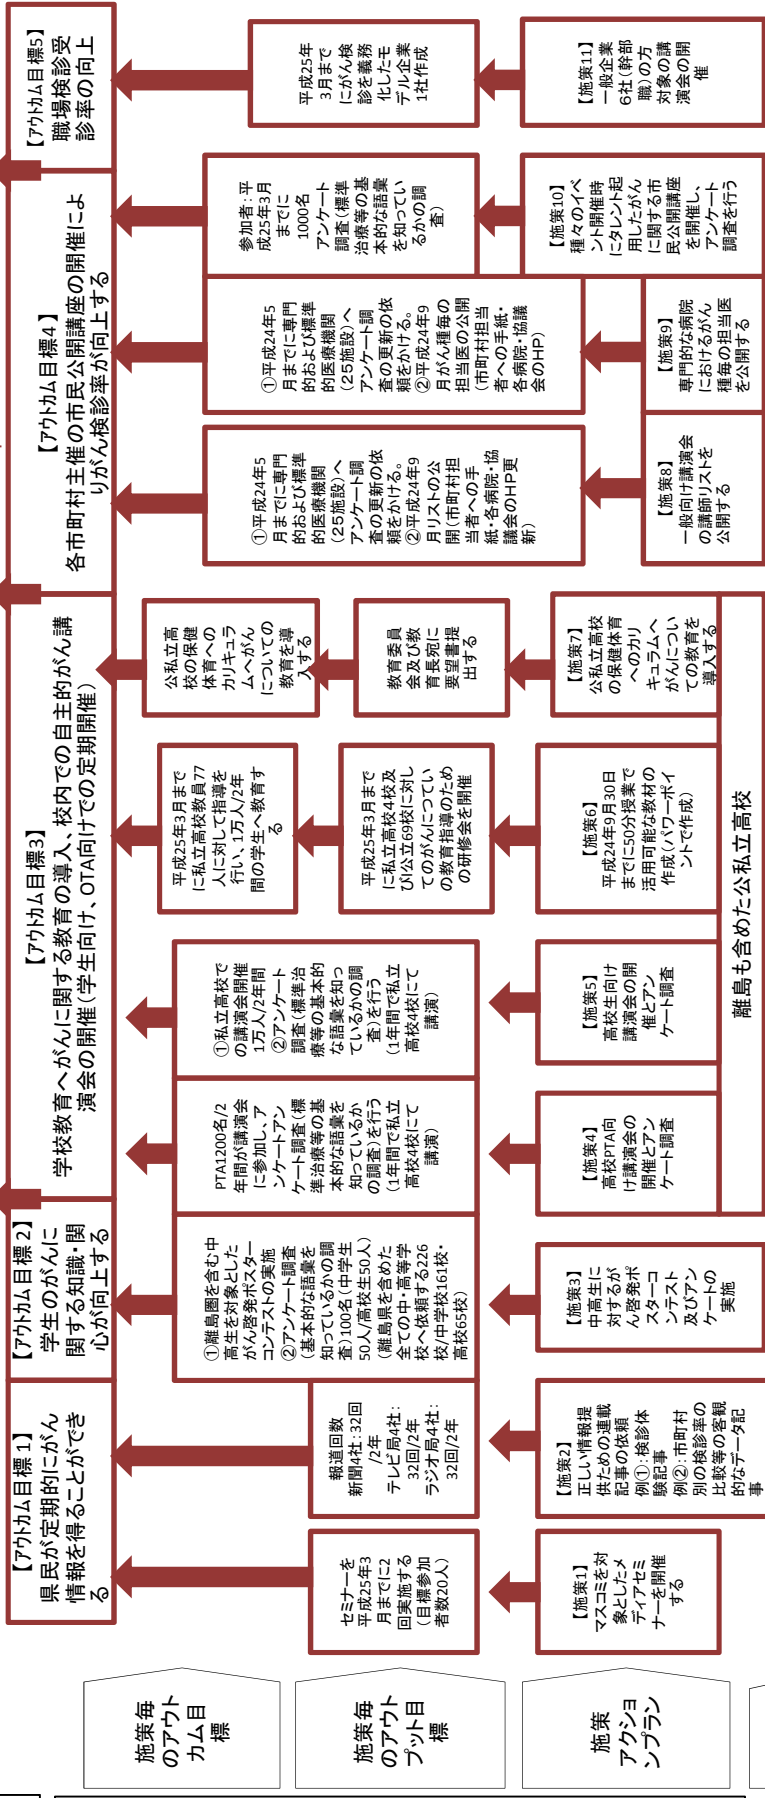 【アウトカム目標1】
県民が定期的にがん
情報を得ることができ
る
【アウトカム目標2】
学生のがんに
関する知識・関
心が向上する
【アウトカム目標3】
学校教育へがんに関する教育の導入、校内での自主的がん講
演会の開催(学生向け、OTA向けでの定期開催)
【アウトカム目標4】
各市町村主催の市民公開講座の開催によ
りがん検診率が向上する
【アウトカム目標5】
職場検診受
診率の向上
施策毎
のアウト
カム目
標
平成25年3月まで
に私立高校教員77
人に対して指導を
行い、1万人/2年
間の学生へ教育す
る
公私立高
校の保健
体育への
カリキュラ
ムへがん
についての
教育を導
入する
施策毎
のアウト
プット目
標
セミナーを
平成25年3
月までに2
回実施する
(目標参加
者数20人)
報道回数
新聞4社:32回
/2年
テレビ局4社:
32回/2年
ラジオ局4社:
32回/2年
①離島圏を含む中
高生を対象とした
がん啓発ポスター
コンテストの実施
②アンケート調査
(基本的な語彙を
知っているかの調
査)100名(中学生
50人/高校生50人)
(離島県を含めた
全ての中・高等学
校へ依頼する226
校/中学校161校・
高校65校)
PTA1200名/2
年間が講演会
に参加し、ア
ンケートアン
ケート調査(標
準治療等の基
本的な語彙を
知っているか
の調査)を行う
(1年間で私立
高校4校にて
講演)
①私立高校で
の講演会開催
1万人/2年間
②アンケート
調査(標準治
療等の基本的
な語彙を知っ
ているかの調
査)を行う
(1年間で私立
高校4校にて
講演)
平成25年3月まで
に私立高校4校及
び公立69校に対し
てのがんにつてい
の教育指導のため
の研修会を開催
教育委員
会及び教
育長宛に
要望書提
出する
①平成24年5
月までに専門
的および標準
的医療機関
(25施設)へ
アンケート調
査の更新の依
頼をかける。
②平成24年9
月リストの公
開(市町村担
当者への手
紙・各病院・協
議会のHP更
新)
①平成24年5
月までに専門
的および標準
的医療機関
(25施設)へ
アンケート調
査の更新の依
頼をかける。
②平成24年9
月がん種毎の
担当医の公開
(市町村担当
者への手紙・
各病院・協議
会のHP)
参加者:平
成25年3月
までに
1000名
アンケート
調査(標準
治療等の基
本的な語彙
を知ってい
るかの調
査)
平成25年
3月まで
にがん検
診を義務
化したモ
デル企業
1社作成
施策
アクショ
ンプラン
【施策1】
マスコミを対
象としたメ
ディアセミ
ナーを開催
する
【施策2】
正しい情報提
供ための連載
記事の依頼
例①:検診体
験記事
例②:市町村
別の検診率の
比較等の客観
的なデータ記
事
【施策3】
中高生に
対するが
ん啓発ポ
スターコ
ンテスト
及びアン
ケートの
実施
【施策4】
高校PTA向
け講演会の
開催とアン
ケート調査
【施策5】
高校生向け
講演会の開
催とアン
ケート調査
【施策6】
平成24年9月30日
までに50分授業で
活用可能な教材の
作成(パワーポイ
ントで作成)
【施策7】
公私立高校
の保健体育
へのカリ
キュラムへ
がんについ
ての教育を
導入する
離島も含めた公私立高校
【施策8】
一般向け講演会
の講師リストを
公開する
【施策9】
専門的な病院
におけるがん
種毎の担当医
を公開する
【施策10】
種々のイベ
ント開催時
にタレント起
用したがん
に関する市
民公開講座
を開催し、
アンケート
調査を行う
【施策11】
一般企業
6社(幹部
職)の方
対象の講
演会の開
催